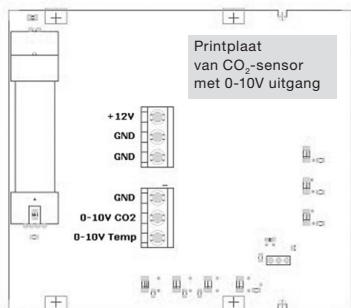 Printplaat
van CO₂-sensor
met 0-10V uitgang
+12V
GND
GND
GND
0-10V CO2
0-10V Temp